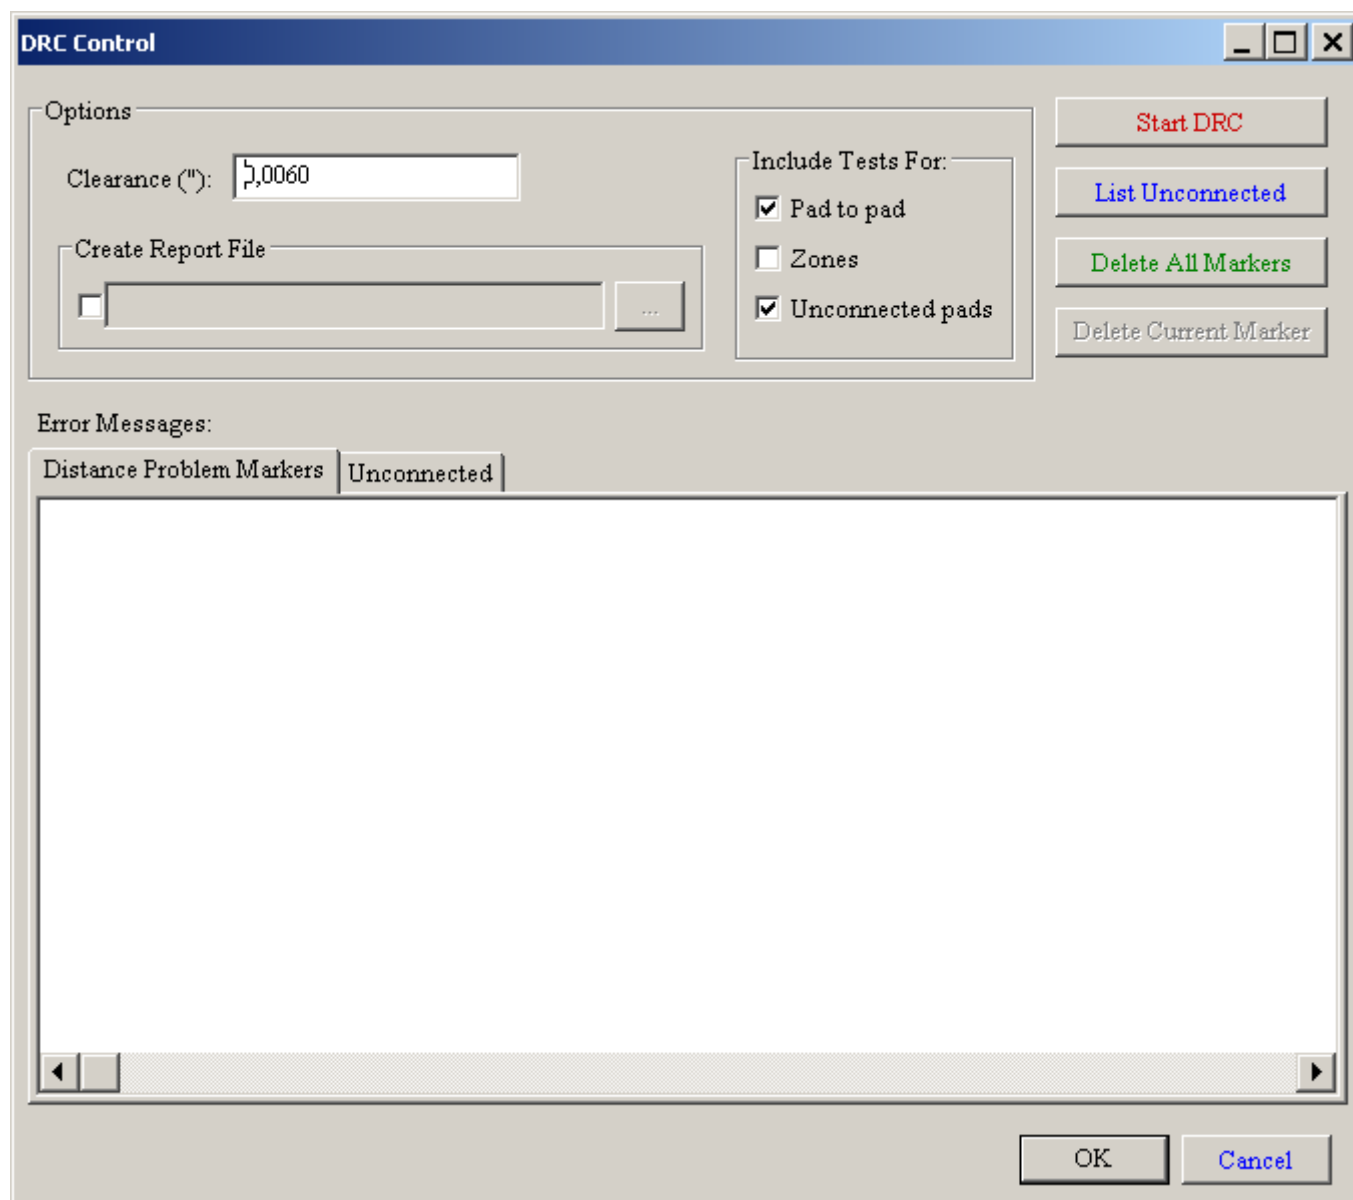 DRC Control
Options
Clearance ("):
0,0060
Create Report File
...
Include Tests For:
Pad to pad
Zones
Unconnected pads
Start DRC
List Unconnected
Delete All Markers
Delete Current Marker
Error Messages:
Distance Problem Markers
Unconnected
OK
Cancel